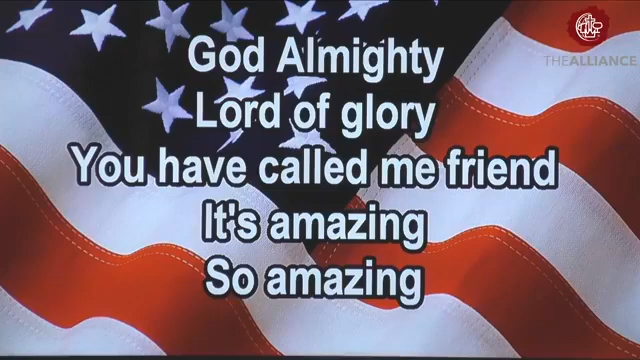 THEALLIANCE
God Almighty
Lord of glory
You have called me friend
It's amazing
So amazing